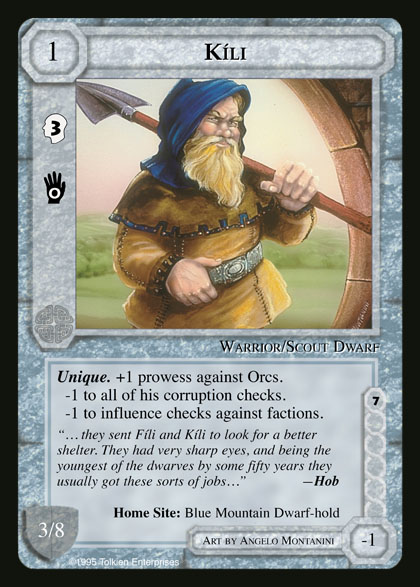 1
KÍLI
3
WARRIOR/SCOUT DWARF
Unique. +1 prowess against Orcs.
-1 to all of his corruption checks.
-1 to influence checks against factions.
“…they sent Fíli and Kíli to look for a better
shelter. They had very sharp eyes, and being the
youngest of the dwarves by some fifty years they
usually got these sorts of jobs…” —Hob
7
Home Site: Blue Mountain Dwarf-hold
3/8
ART BY ANGELO MONTANINI
-1
©1995 Tolkien Enterprises